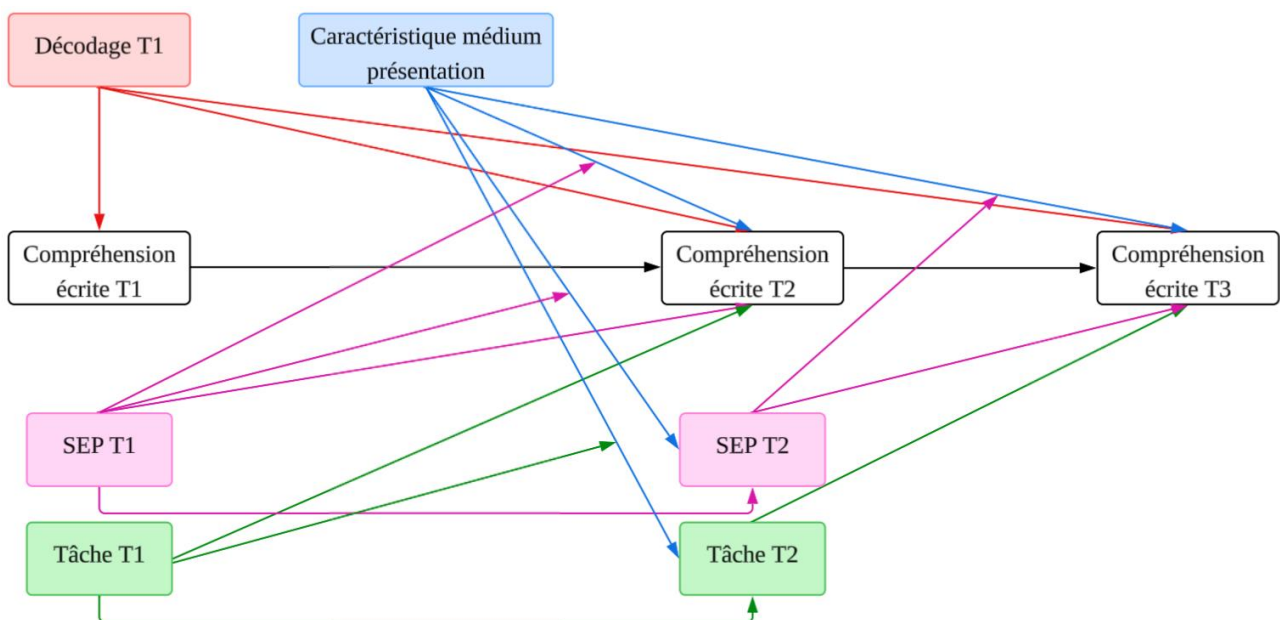 Décodage T1
Caractéristique médium
présentation
Compréhension
écrite T1
Compréhension
écrite T2
Compréhension
écrite T3
SEP T1
SEP T2
Tâche T1
Tâche T2